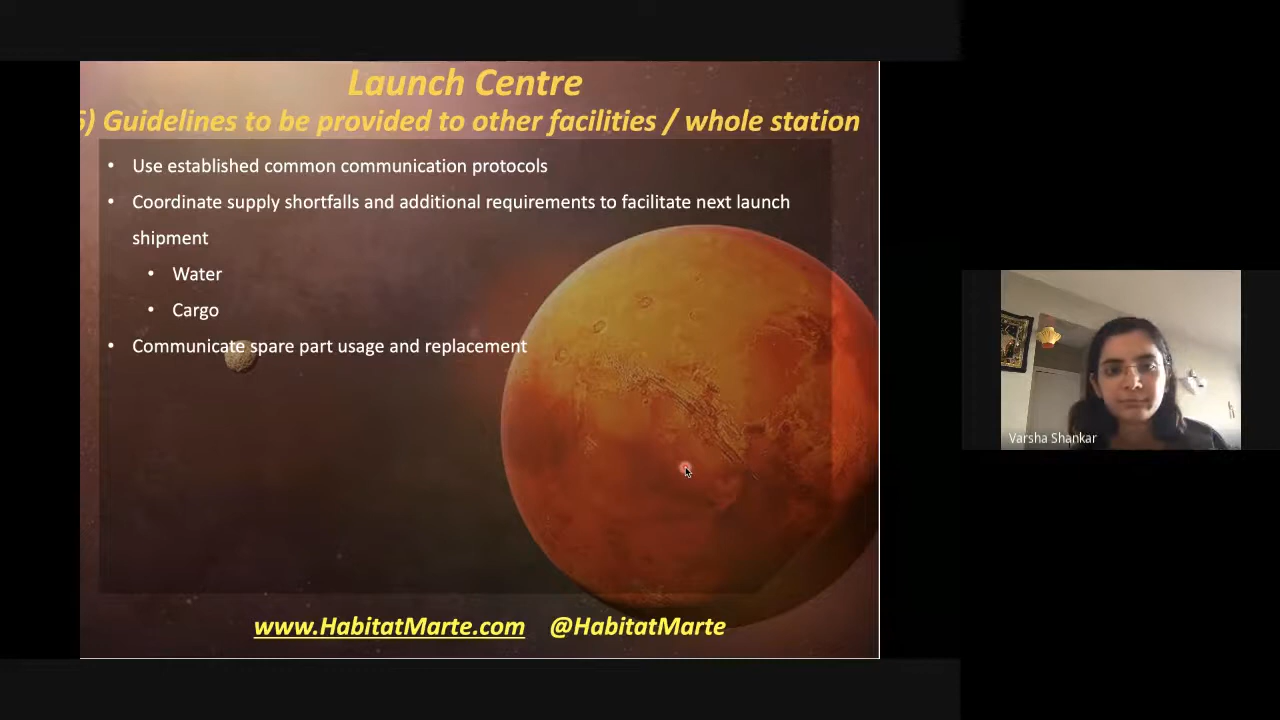 Launch Centre
6) Guidelines to be provided to other facilities / whole station
• Use established common communication protocols
• Coordinate supply shortfalls and additional requirements to facilitate next launch
shipment
• Water
• Cargo
• Communicate spare part usage and replacement
www.HabitatMarte.com @HabitatMarte
Varsha Shankar